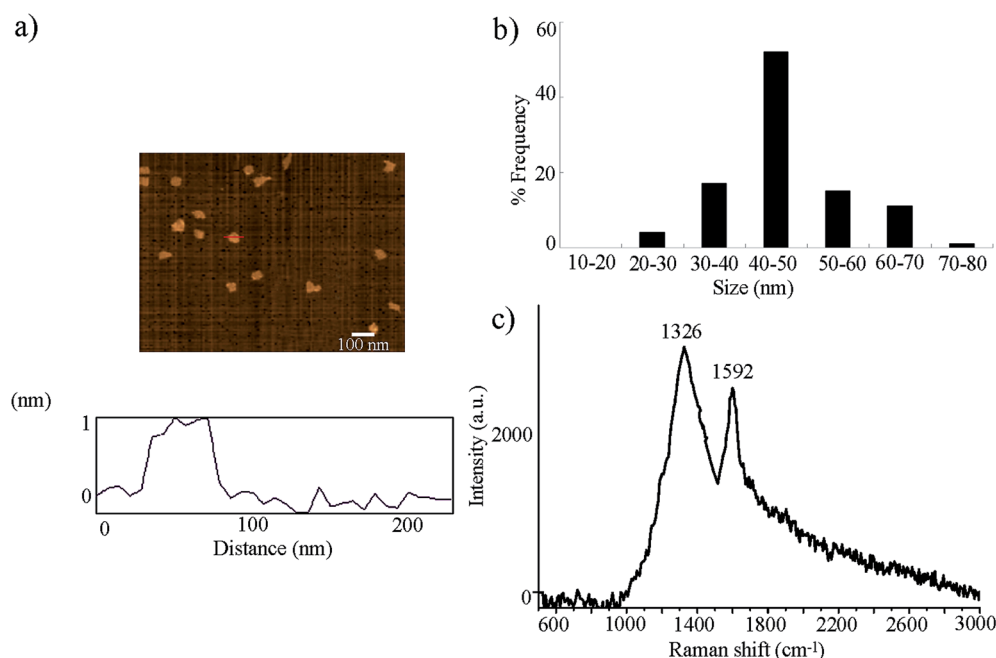 a)
100 nm
(nm)
1
0
0 100 200
Distance (nm)
b)
% Frequency
60
40
20
0
10-20 20-30 30-40 40-50 50-60 60-70 70-80
Size (nm)
c)
1326
1592
Intensity (a.u.)
2000
0
600 1000 1400 1800 2200 2600 3000
Raman shift (cm-1)